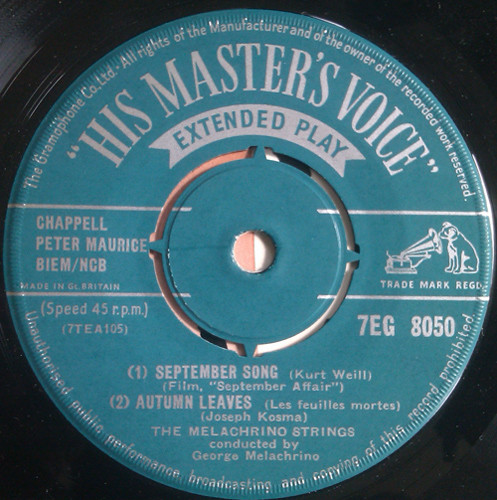 The Gramophone Co. Ltd. All rights of the Manufacturer and of the owner of the recorded work reserved.
"HIS MASTER'S VOICE"
EXTENDED PLAY
CHAPPELL
PETER MAURICE
BIEM/NCB
MADE IN GT. BRITAIN
TRADE MARK REGD.
(Speed 45 r.p.m.)
(7TEA105)
7EG 8050
(1) SEPTEMBER SONG (Kurt Weill)
(Film, "September Affair")
(2) AUTUMN LEAVES (Les feuilles mortes)
(Joseph Kosma)
THE MELACHRINO STRINGS
conducted by
George Melachrino
Unauthorised public performance broadcasting and copying of this record prohibited.